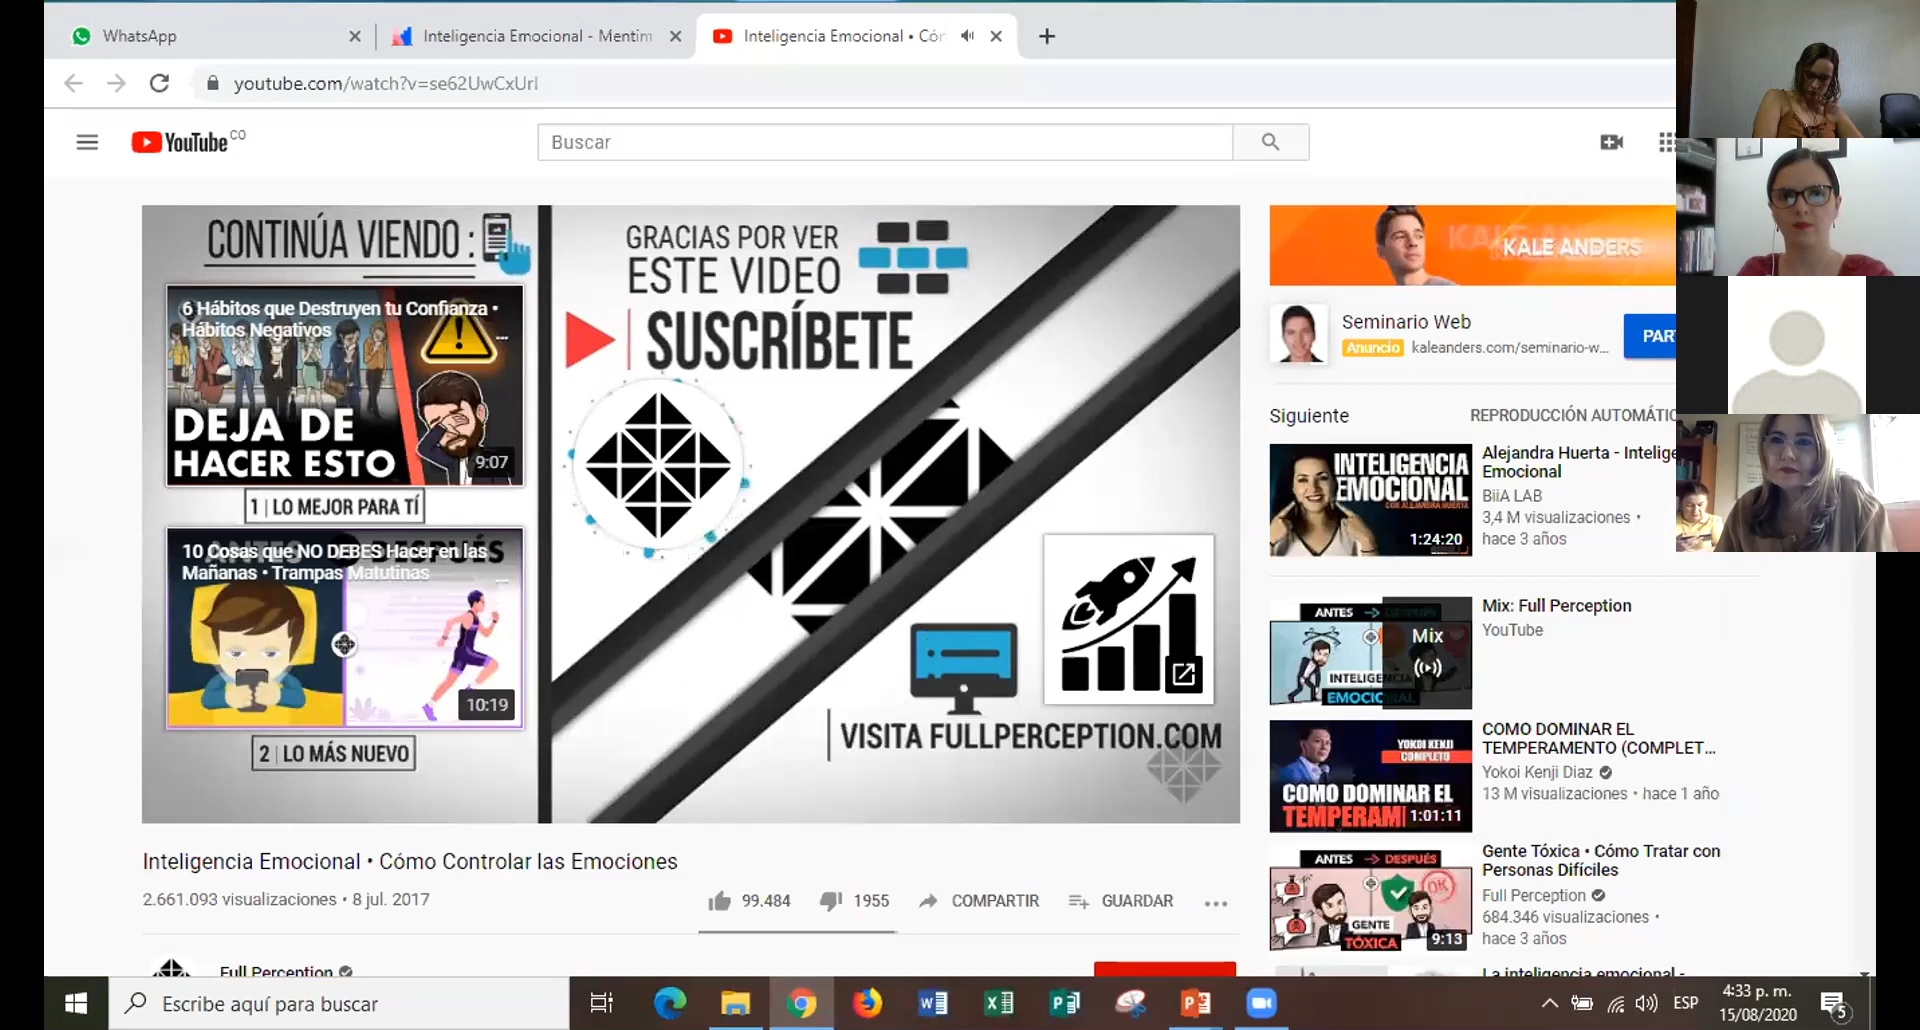 WhatsApp
Inteligencia Emocional - Mentim
Inteligencia Emocional • Cór
youtube.com/watch?v=se62UwCxUrI
YouTube CO
Buscar
CONTINÚA VIENDO :
6 Hábitos que Destruyen tu Confianza •
Hábitos Negativos
DEJA DE
HACER ESTO
9:07
1 | LO MEJOR PARA TÍ
10 Cosas que NO DEBES Hacer en las
Mañanas • Trampas Matutinas
10:19
2 | LO MÁS NUEVO
GRACIAS POR VER
ESTE VIDEO
SUSCRÍBETE
VISITA FULLPERCEPTION.COM
KALE ANDERS
Seminario Web
Anuncio kaleanders.com/seminario-w...
PAR
Siguiente
REPRODUCCIÓN AUTOMÁTIC
INTELIGENCIA
EMOCIONAL
CON ALEJANDRA HUERTA
1:24:20
Alejandra Huerta - Intelige
Emocional
BiiA LAB
3,4 M visualizaciones •
hace 3 años
ANTES
Mix
INTELIGENCIA
EMOCIONAL
Mix: Full Perception
YouTube
YOKOI KENJI
COMPLETO
COMO DOMINAR EL
TEMPERAM
1:01:11
COMO DOMINAR EL
TEMPERAMENTO (COMPLET...
Yokoi Kenji Diaz
13 M visualizaciones • hace 1 año
ANTES DESPUÉS
OK
GENTE
TÓXICA
9:13
Gente Tóxica • Cómo Tratar con
Personas Difíciles
Full Perception
684.346 visualizaciones •
hace 3 años
La inteligencia emocional -
Inteligencia Emocional • Cómo Controlar las Emociones
2.661.093 visualizaciones • 8 jul. 2017
99.484
1955
COMPARTIR
GUARDAR
Full Perception
Escribe aquí para buscar
ESP
4:33 p. m.
15/08/2020
5